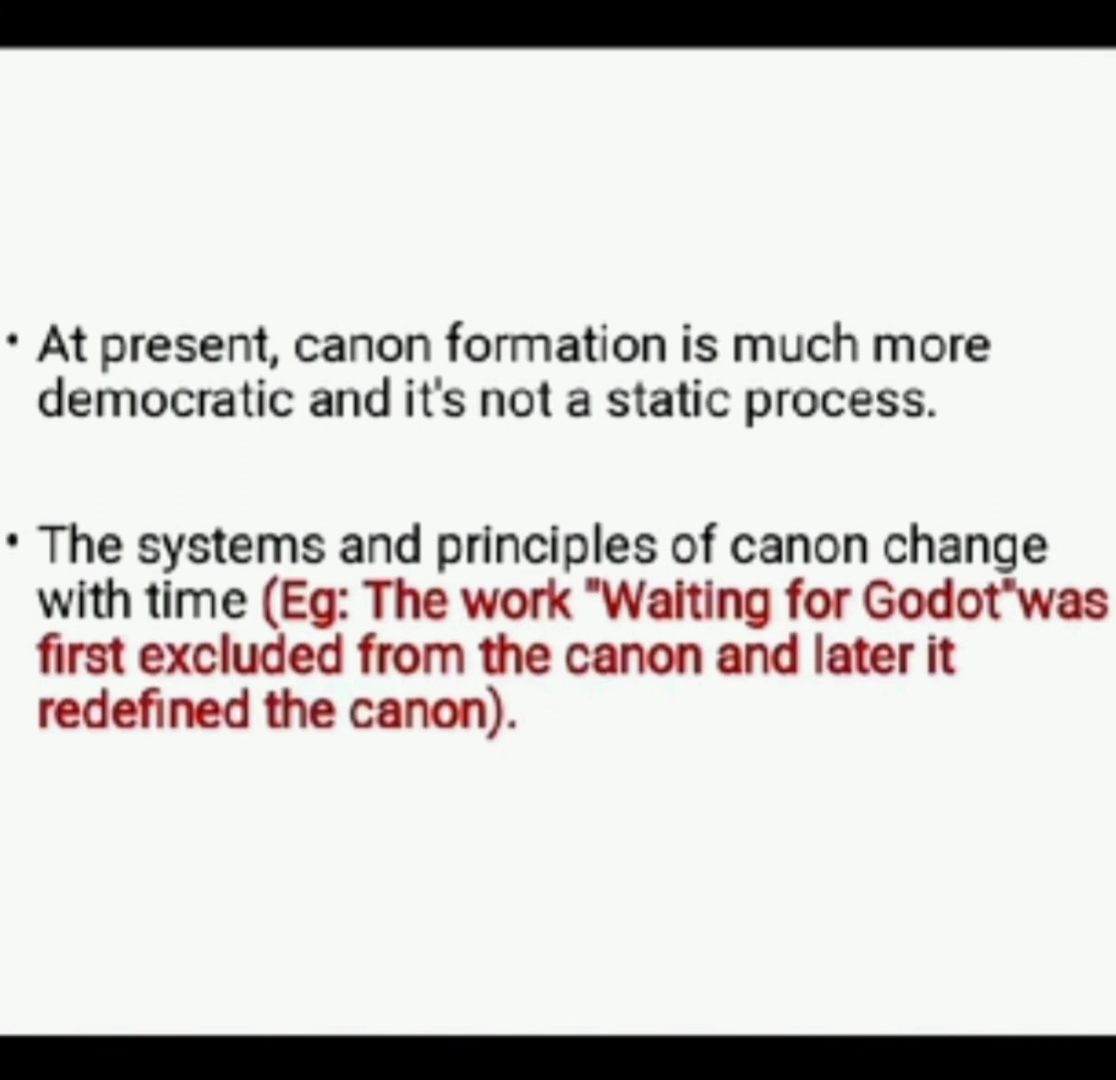 • At present, canon formation is much more
democratic and it's not a static process.
• The systems and principles of canon change
with time (Eg: The work "Waiting for Godot"was
first excluded from the canon and later it
redefined the canon).